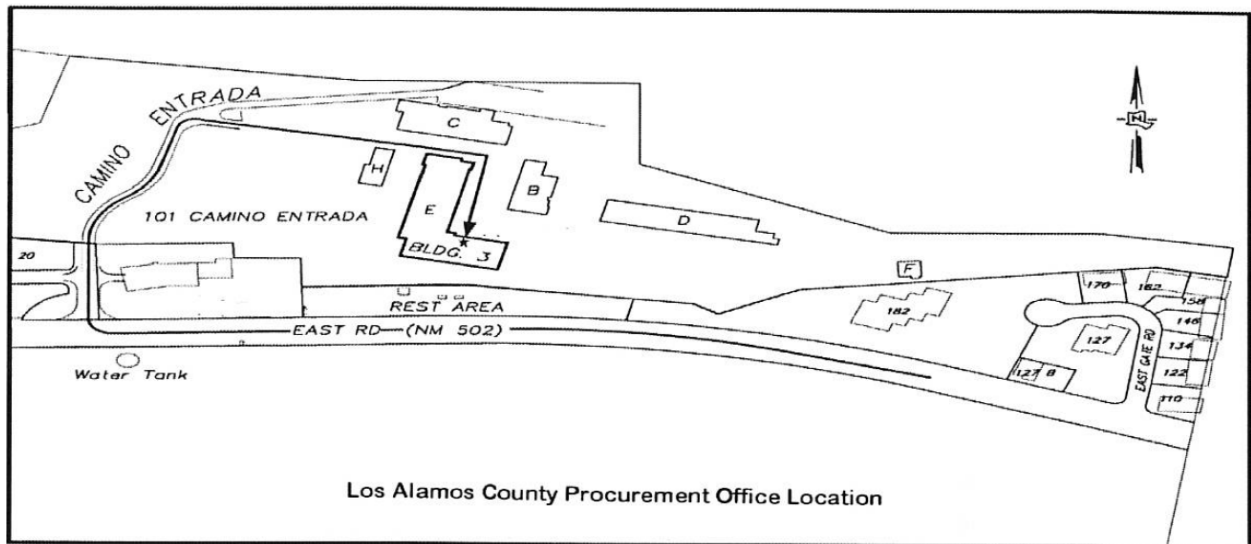 CAMINO ENTRADA
C
H
B
E
D
101 CAMINO ENTRADA
BLDG. 3
20
F
REST AREA
EAST RD (NM 502)
Water Tank
182
170
162
158
146
127
134
122
127 B
110
EAST GATE RD
N
Los Alamos County Procurement Office Location